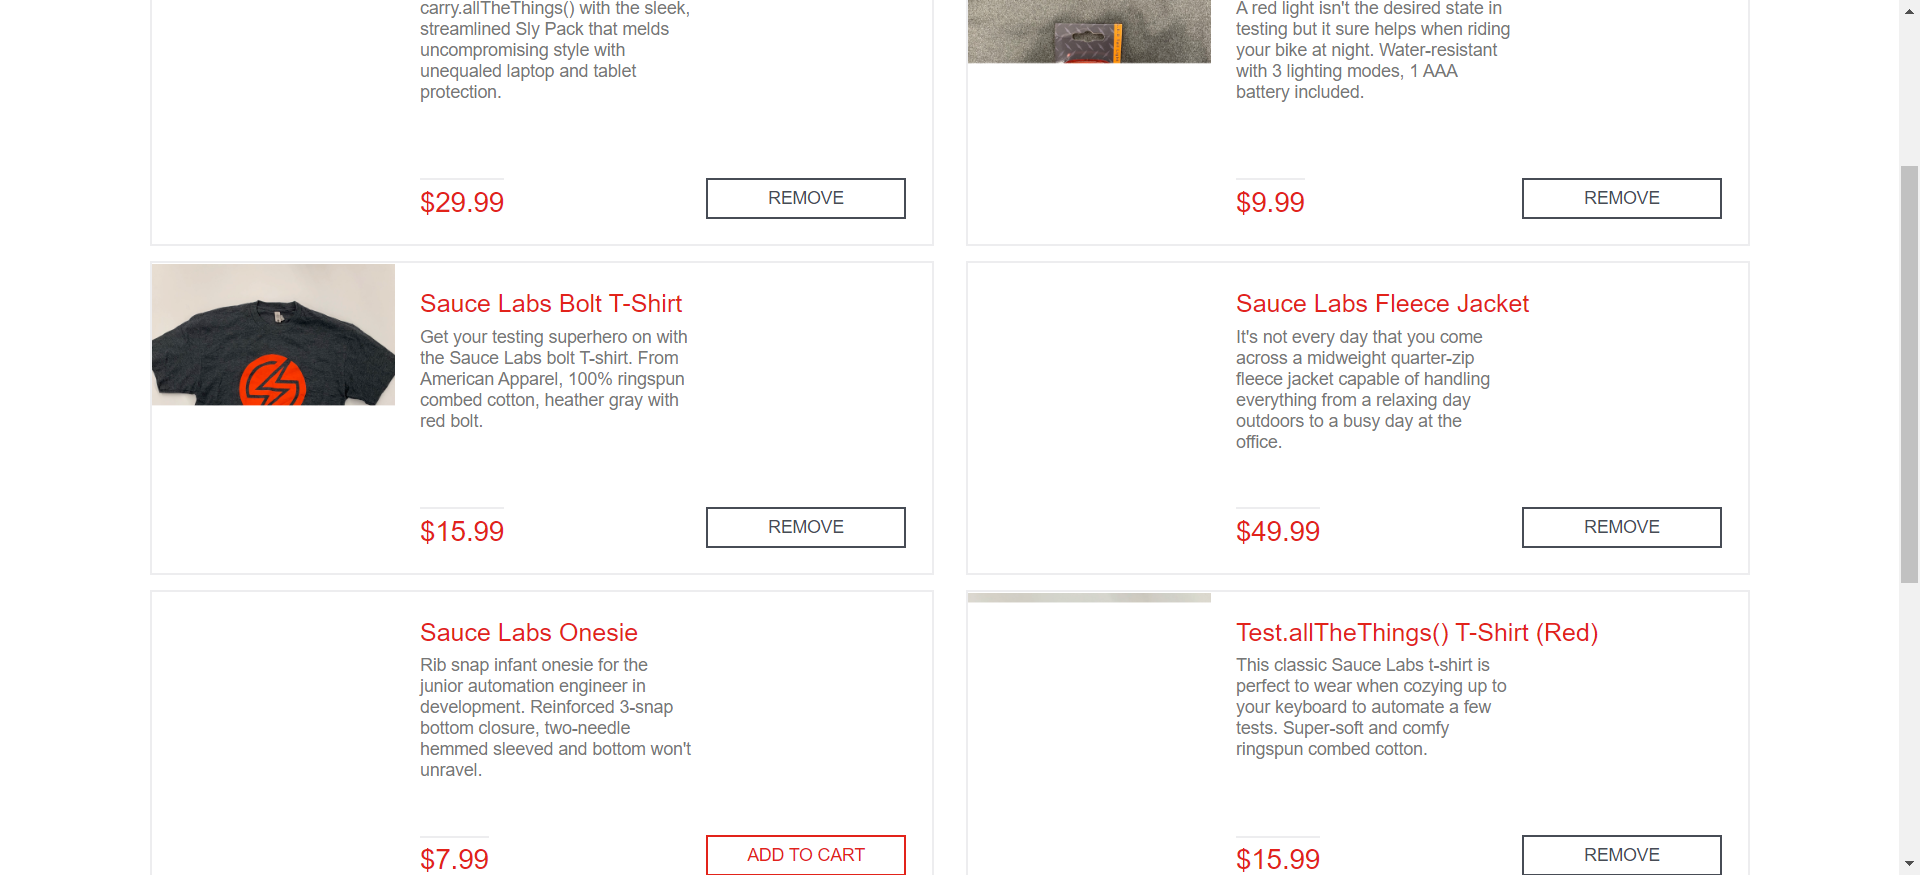 carry.allTheThings() with the sleek,
streamlined Sly Pack that melds
uncompromising style with
unequaled laptop and tablet
protection.
$29.99
REMOVE
A red light isn't the desired state in
testing but it sure helps when riding
your bike at night. Water-resistant
with 3 lighting modes, 1 AAA
battery included.
$9.99
REMOVE
Sauce Labs Bolt T-Shirt
Get your testing superhero on with
the Sauce Labs bolt T-shirt. From
American Apparel, 100% ringspun
combed cotton, heather gray with
red bolt.
$15.99
REMOVE
Sauce Labs Fleece Jacket
It's not every day that you come
across a midweight quarter-zip
fleece jacket capable of handling
everything from a relaxing day
outdoors to a busy day at the
office.
$49.99
REMOVE
Sauce Labs Onesie
Rib snap infant onesie for the
junior automation engineer in
development. Reinforced 3-snap
bottom closure, two-needle
hemmed sleeved and bottom won't
unravel.
$7.99
ADD TO CART
Test.allTheThings() T-Shirt (Red)
This classic Sauce Labs t-shirt is
perfect to wear when cozying up to
your keyboard to automate a few
tests. Super-soft and comfy
ringspun combed cotton.
$15.99
REMOVE